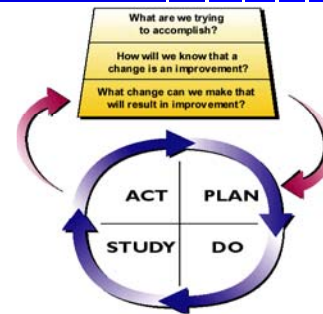 What are we trying
to accomplish?
How will we know that a
change is an improvement?
What change can we make that
will result in improvement?
ACT PLAN
STUDY DO